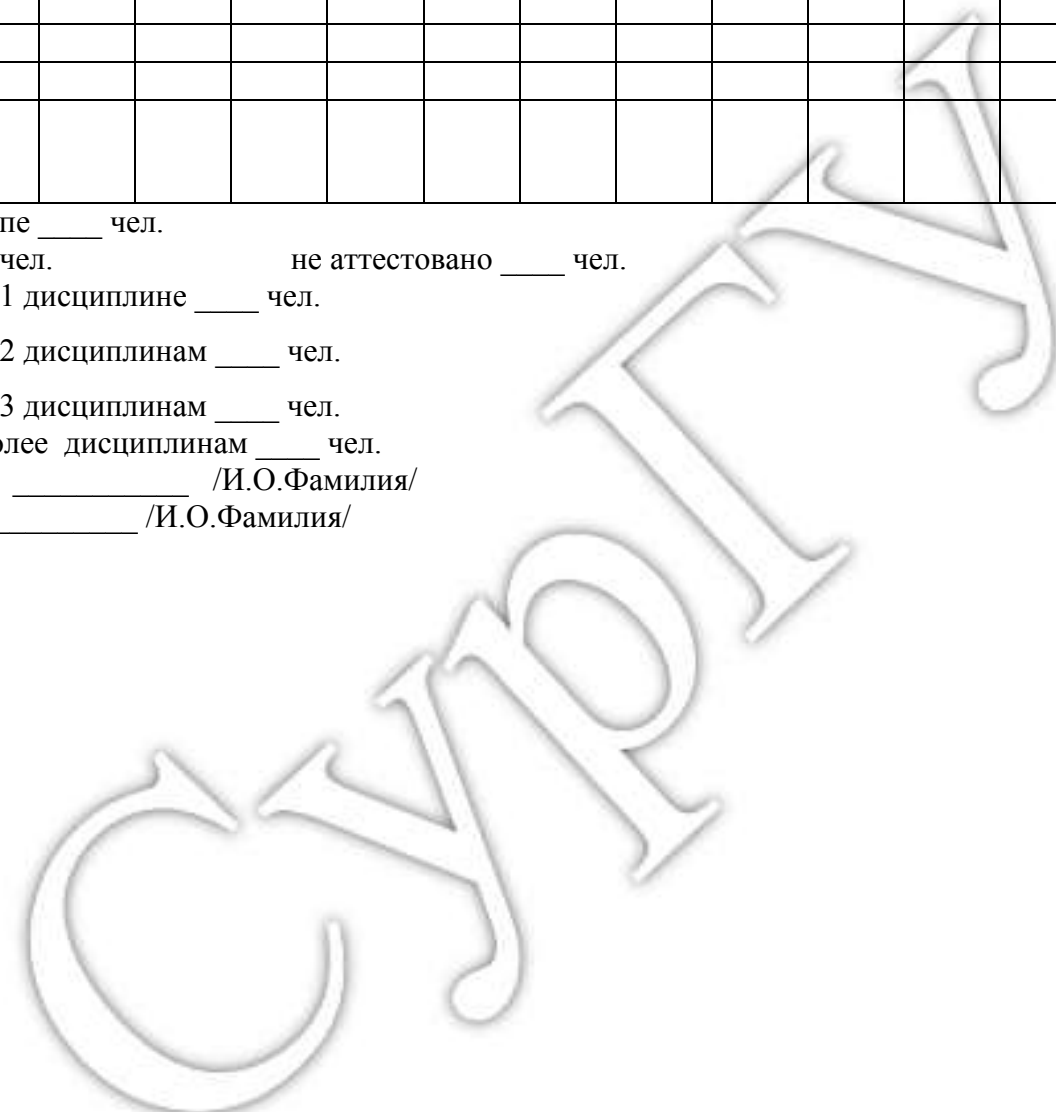 пе ____ чел.
чел. не аттестовано ____ чел.
1 дисциплине ____ чел.
2 дисциплинам ____ чел.
3 дисциплинам ____ чел.
олее дисциплинам ____ чел.
___________ /И.О.Фамилия/
_________ /И.О.Фамилия/
СурГУ